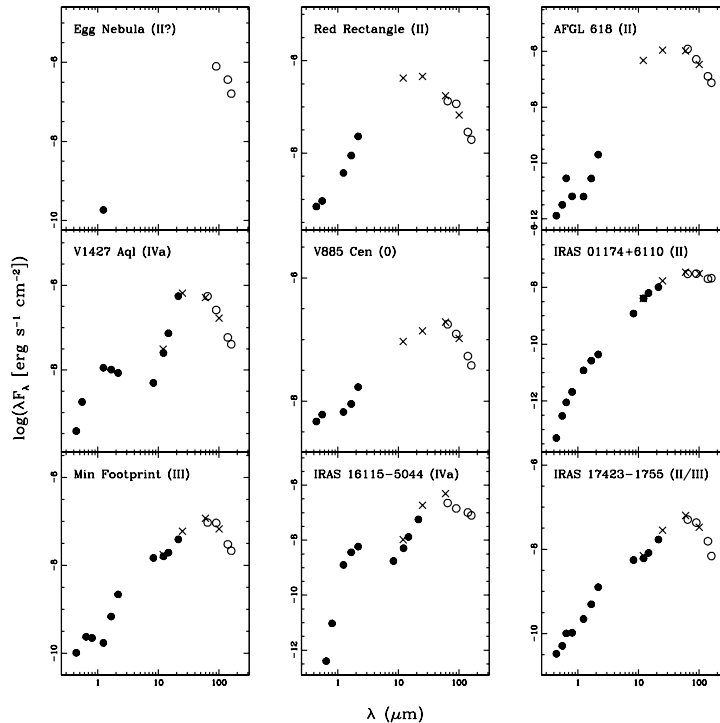 Egg Nebula (II?)
Red Rectangle (II)
AFGL 618 (II)
-6
-8
-10
-6
-8
-6
-8
-10
-12
V1427 Aql (IVa)
V885 Cen (0)
IRAS 01174+6110 (II)
-6
-8
-6
-8
-8
-10
-12
log(λFλ [erg s⁻¹ cm⁻²])
Min Footprint (III)
IRAS 16115-5044 (IVa)
IRAS 17423-1755 (II/III)
-6
-8
-10
-6
-8
-10
-12
-6
-8
-10
1 10 100
1 10 100
1 10 100
λ (μm)